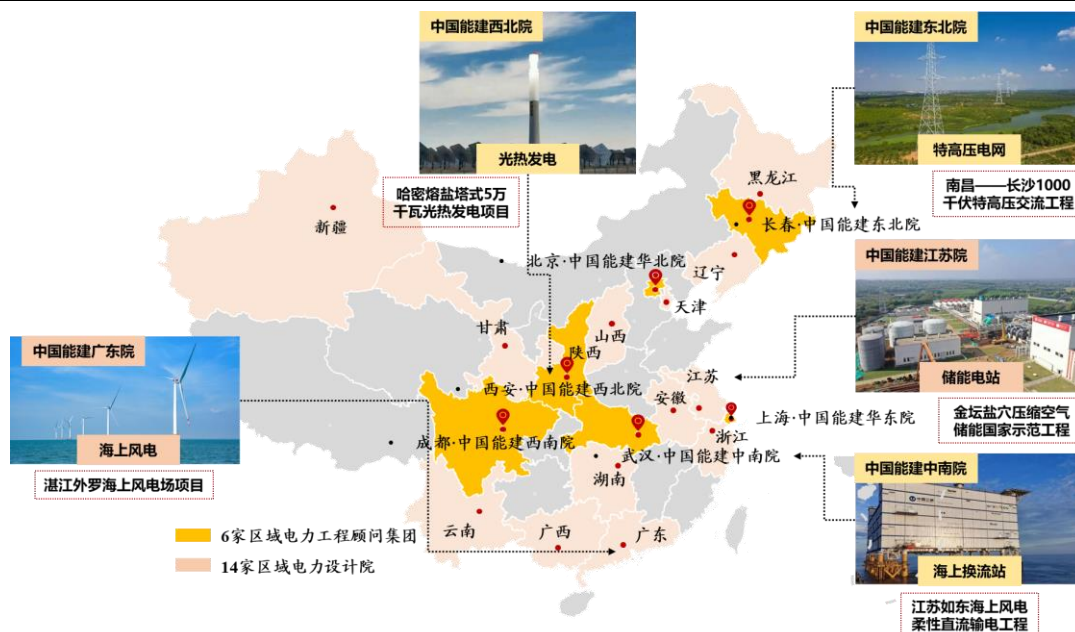 中国能建西北院
光热发电
哈密熔盐塔式5万
千瓦光热发电项目
中国能建东北院
特高压电网
南昌——长沙1000
千伏特高压交流工程
黑龙江
长春·中国能建东北院
新疆
北京·中国能建华北院
辽宁
天津
中国能建江苏院
储能电站
金坛盐穴压缩空气
储能国家示范工程
甘肃
山西
陕西
西安·中国能建西北院
江苏
安徽
上海·中国能建华东院
浙江
中国能建广东院
海上风电
湛江外罗海上风电场项目
成都·中国能建西南院
武汉·中国能建中南院
湖南
中国能建中南院
海上换流站
江苏如东海上风电
柔性直流输电工程
云南
广西
广东
6家区域电力工程顾问集团
14家区域电力设计院